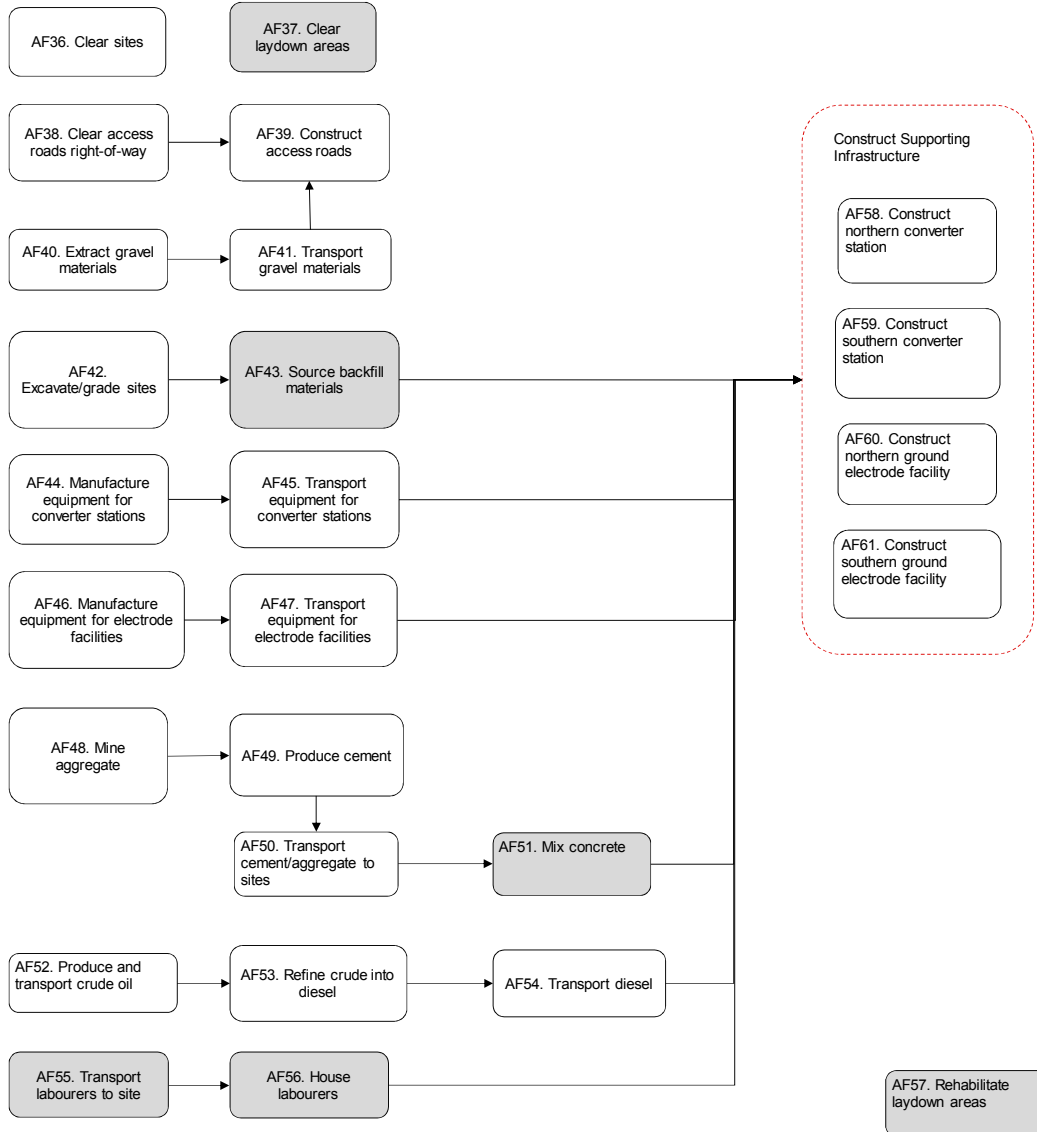 AF36. Clear sites
AF37. Clear
laydown areas
AF38. Clear access
roads right-of-way
AF39. Construct
access roads
Construct Supporting
Infrastructure
AF40. Extract gravel
materials
AF41. Transport
gravel materials
AF58. Construct
northern converter
station
AF42.
Excavate/grade sites
AF43. Source backfill
materials
AF59. Construct
southern converter
station
AF44. Manufacture
equipment for
converter stations
AF45. Transport
equipment for
converter stations
AF60. Construct
northern ground
electrode facility
AF46. Manufacture
equipment for electrode
facilities
AF47. Transport
equipment for
electrode facilities
AF61. Construct
southern ground
electrode facility
AF48. Mine
aggregate
AF49. Produce cement
AF50. Transport
cement/aggregate to
sites
AF51. Mix concrete
AF52. Produce and
transport crude oil
AF53. Refine crude into
diesel
AF54. Transport diesel
AF55. Transport
labourers to site
AF56. House
labourers
AF57. Rehabilitate
laydown areas